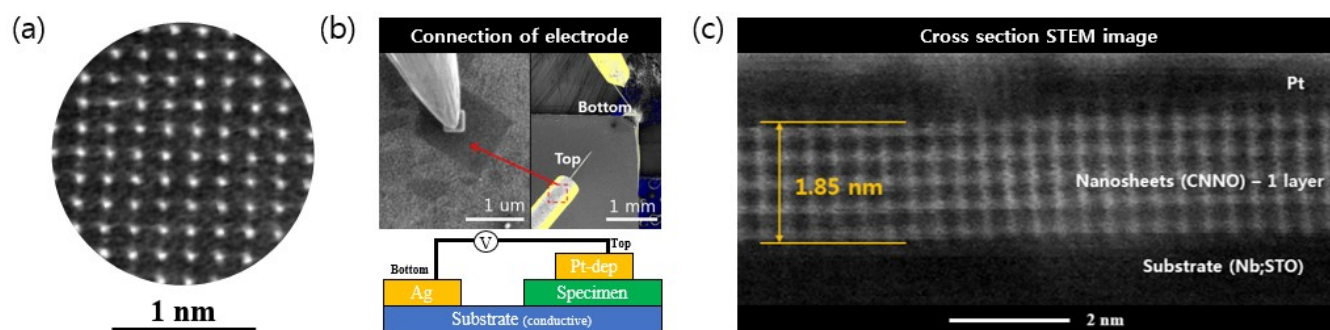 (a)
1 nm
(b)
Connection of electrode
Bottom
Top
1 um
1 mm
V
Top
Bottom
Pt-dep
Ag
Specimen
Substrate (conductive)
(c)
Cross section STEM image
Pt
1.85 nm
Nanosheets (CNNO) – 1 layer
Substrate (Nb;STO)
2 nm